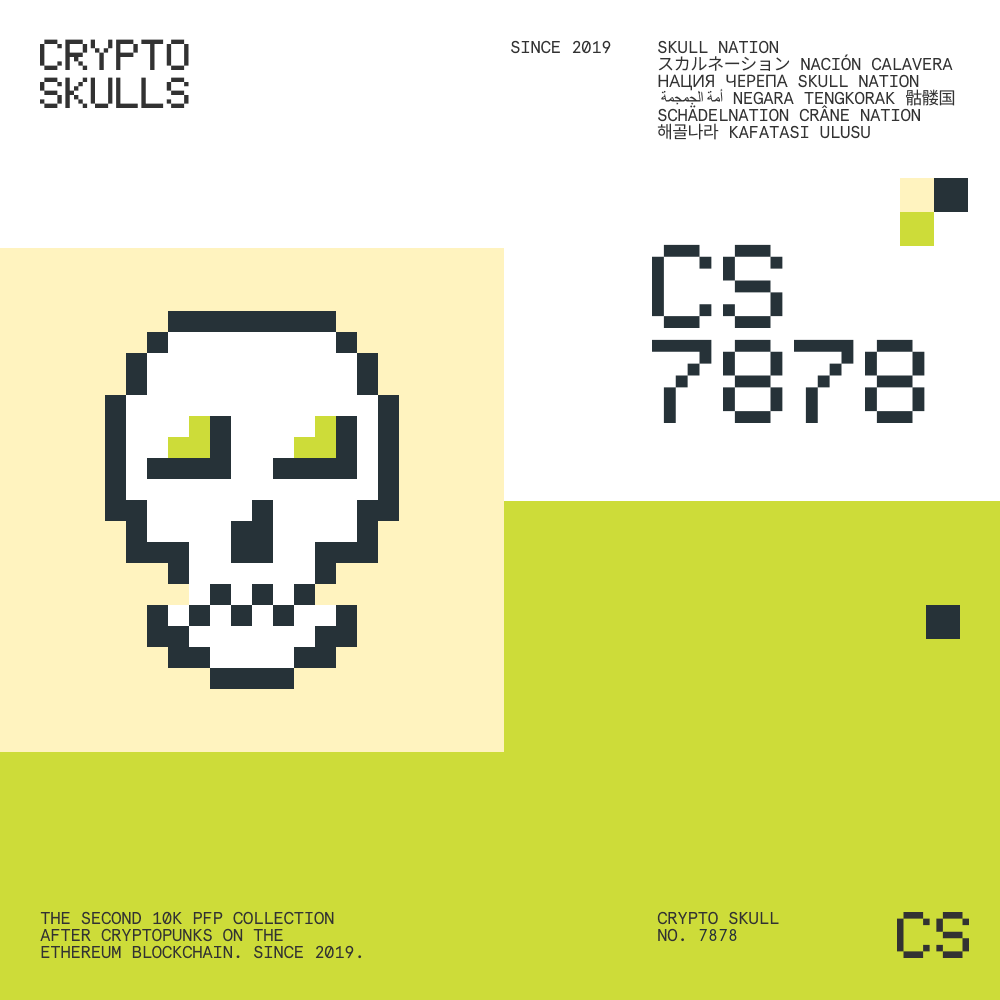 CRYPTO
SKULLS
SINCE 2019
SKULL NATION
スカルネーション NACIÓN CALAVERA
НАЦИЯ ЧЕРЕПА SKULL NATION
أمة الجمجمة NEGARA TENGKORAK 骷髅国
SCHÄDELNATION CRÂNE NATION
해골나라 KAFATASI ULUSU
CS
7878
THE SECOND 10K PFP COLLECTION
AFTER CRYPTOPUNKS ON THE
ETHEREUM BLOCKCHAIN. SINCE 2019.
CRYPTO SKULL
NO. 7878
CS